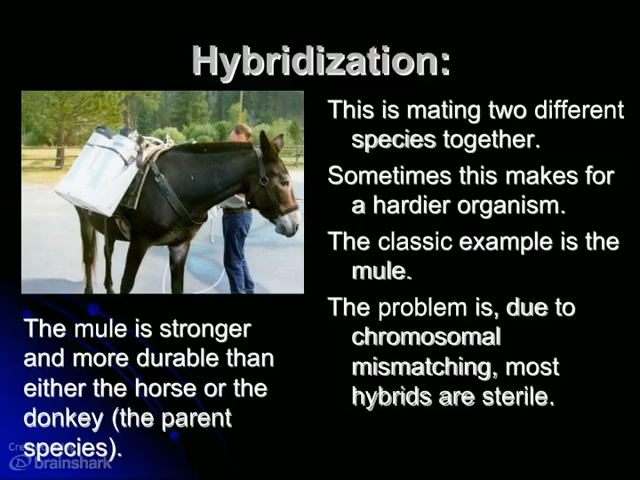 Hybridization:
This is mating two different
species together.
Sometimes this makes for
a hardier organism.
The classic example is the
mule.
The problem is, due to
chromosomal
mismatching, most
hybrids are sterile.
The mule is stronger
and more durable than
either the horse or the
donkey (the parent
species).
brainshark